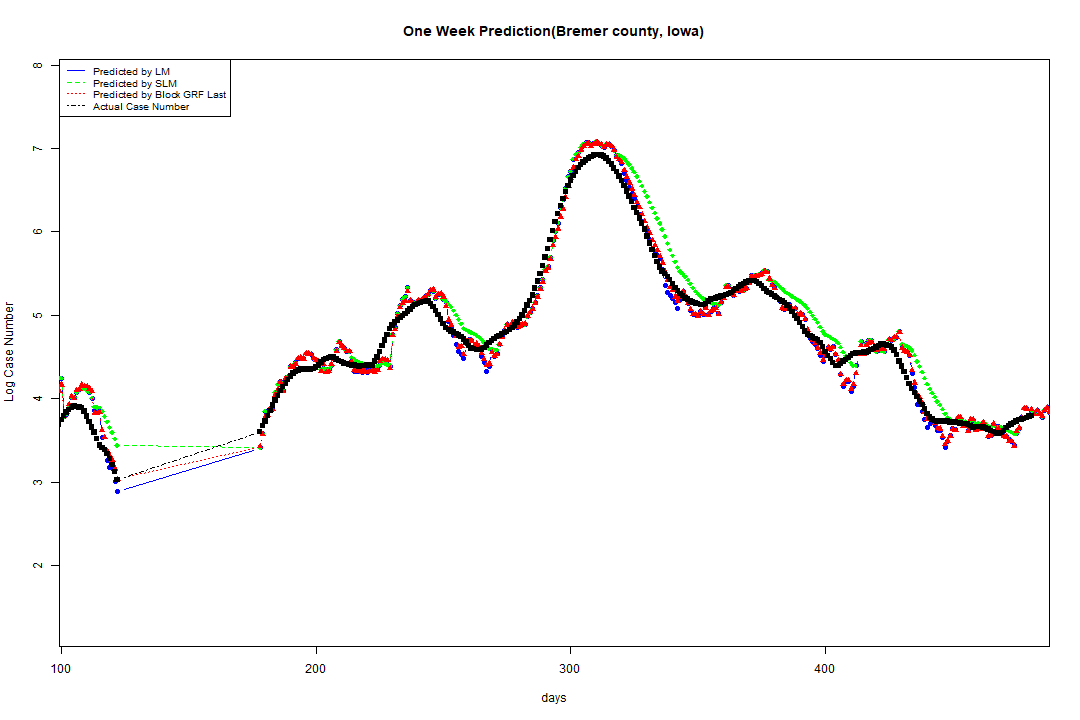 One Week Prediction(Bremer county, Iowa)
Predicted by LM
Predicted by SLM
Predicted by Block GRF Last
Actual Case Number
8
7
6
5
4
3
2
Log Case Number
100
200
300
400
days